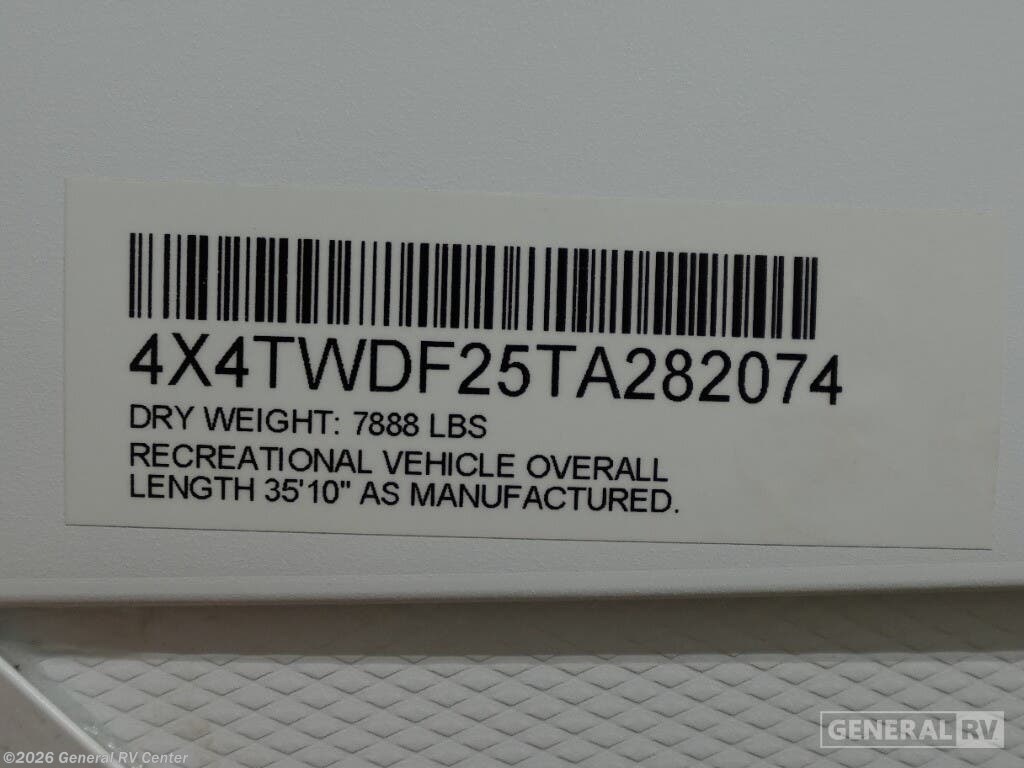 4X4TWDF25TA282074
DRY WEIGHT: 7888 LBS
RECREATIONAL VEHICLE OVERALL
LENGTH 35'10" AS MANUFACTURED.
GENERAL RV
©2026 General RV Center